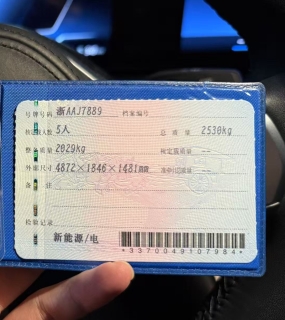 号牌号码 浙AAJ7889 档案编号
核定载人数 5人 总质量 2530kg
整备质量 2029kg 核定载质量 --
外廓尺寸 4872×1846×1481mm 准牵引总质量 --
备注
检验记录
新能源/电
*3370049107984*